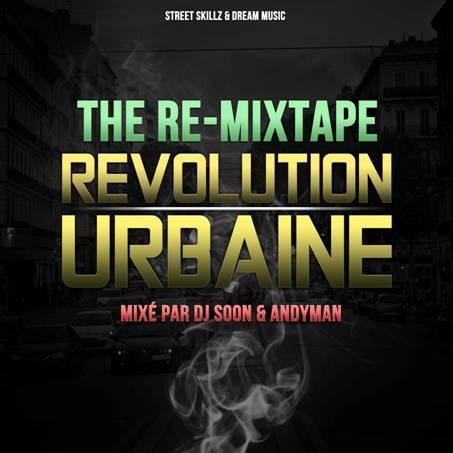 STREET SKILLZ & DREAM MUSIC
THE RE-MIXTAPE
REVOLUTION
URBAINE
MIXÉ PAR DJ SOON & ANDYMAN